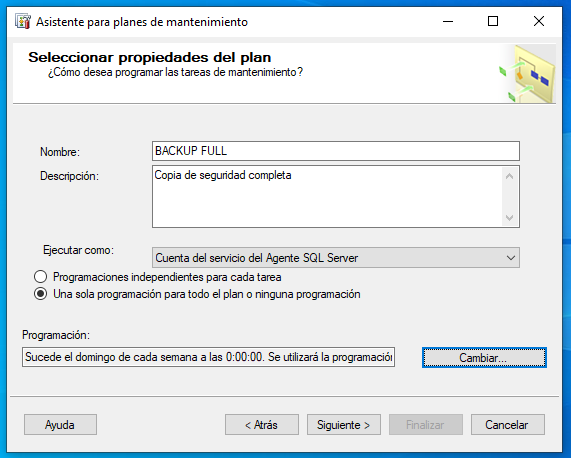 Asistente para planes de mantenimiento
Seleccionar propiedades del plan
¿Cómo desea programar las tareas de mantenimiento?
Nombre:
BACKUP FULL
Descripción:
Copia de seguridad completa
Ejecutar como:
Cuenta del servicio del Agente SQL Server
Programaciones independientes para cada tarea
Una sola programación para todo el plan o ninguna programación
Programación:
Sucede el domingo de cada semana a las 0:00:00. Se utilizará la programación
Cambiar...
Ayuda
< Atrás
Siguiente >
Finalizar
Cancelar